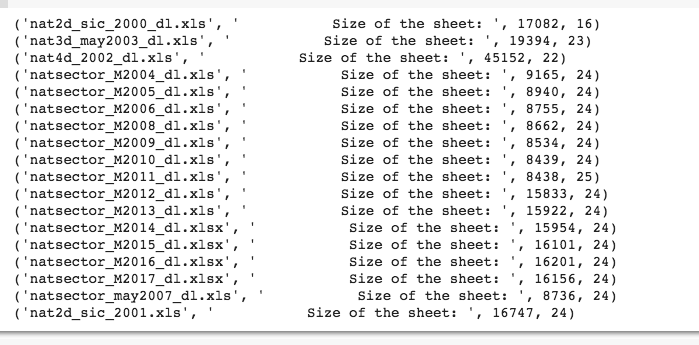 ('nat2d_sic_2000_dl.xls', '            Size of the sheet: ', 17082, 16)
('nat3d_may2003_dl.xls', '            Size of the sheet: ', 19394, 23)
('nat4d_2002_dl.xls', '            Size of the sheet: ', 45152, 22)
('natsector_M2004_dl.xls', '            Size of the sheet: ', 9165, 24)
('natsector_M2005_dl.xls', '            Size of the sheet: ', 8940, 24)
('natsector_M2006_dl.xls', '            Size of the sheet: ', 8755, 24)
('natsector_M2008_dl.xls', '            Size of the sheet: ', 8662, 24)
('natsector_M2009_dl.xls', '            Size of the sheet: ', 8534, 24)
('natsector_M2010_dl.xls', '            Size of the sheet: ', 8439, 24)
('natsector_M2011_dl.xls', '            Size of the sheet: ', 8438, 25)
('natsector_M2012_dl.xls', '            Size of the sheet: ', 15833, 24)
('natsector_M2013_dl.xls', '            Size of the sheet: ', 15922, 24)
('natsector_M2014_dl.xlsx', '            Size of the sheet: ', 15954, 24)
('natsector_M2015_dl.xlsx', '            Size of the sheet: ', 16101, 24)
('natsector_M2016_dl.xlsx', '            Size of the sheet: ', 16201, 24)
('natsector_M2017_dl.xlsx', '            Size of the sheet: ', 16156, 24)
('natsector_may2007_dl.xls', '            Size of the sheet: ', 8736, 24)
('nat2d_sic_2001.xls', '            Size of the sheet: ', 16747, 24)